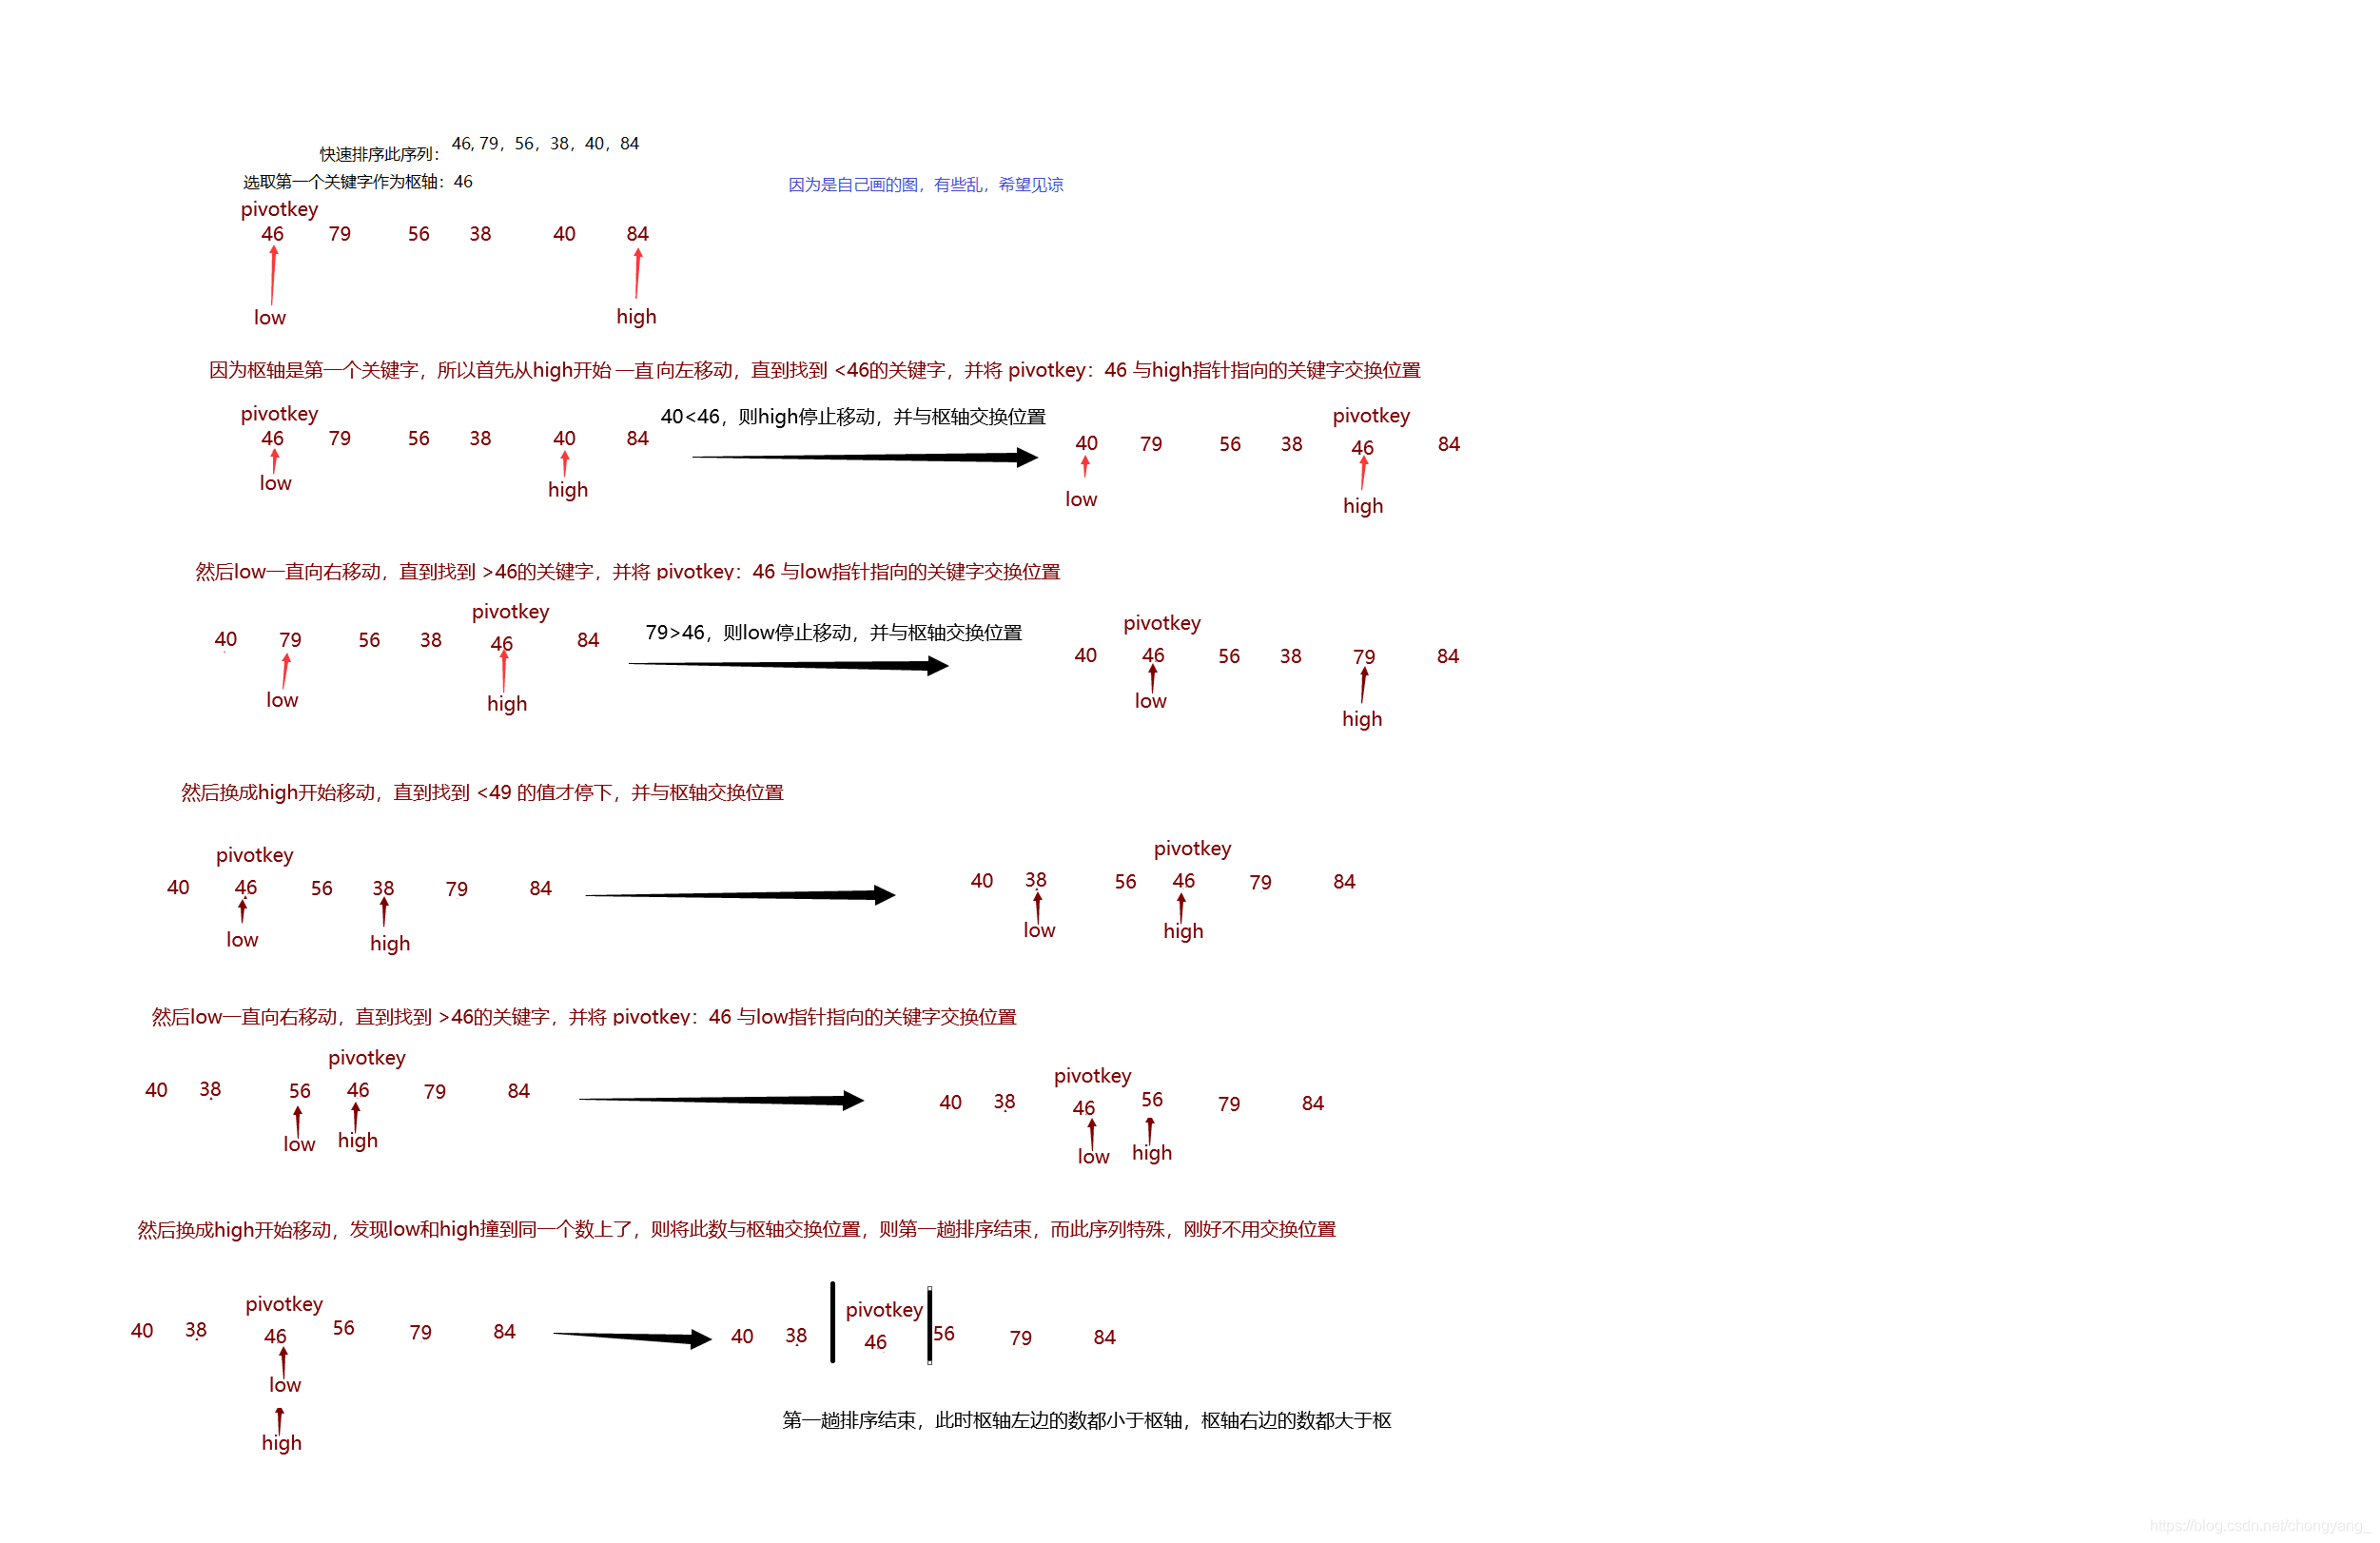 快速排序此序列： 46, 79，56，38，40，84
选取第一个关键字作为枢轴：46
因为是自己画的图，有些乱，希望见谅
pivotkey
46 79 56 38 40 84
low high
因为枢轴是第一个关键字，所以首先从high开始 一直向左移动，直到找到 <46的关键字，并将 pivotkey：46 与high指针指向的关键字交换位置
pivotkey
46 79 56 38 40 84
low high
40<46，则high停止移动，并与枢轴交换位置
pivotkey
40 79 56 38 46 84
low high
然后low一直向右移动，直到找到 >46的关键字，并将 pivotkey：46 与low指针指向的关键字交换位置
pivotkey
40 79 56 38 46 84
low high
79>46，则low停止移动，并与枢轴交换位置
pivotkey
40 46 56 38 79 84
low high
然后换成high开始移动，直到找到 <49 的值才停下，并与枢轴交换位置
pivotkey
40 46 56 38 79 84
low high
pivotkey
40 38 56 46 79 84
low high
然后low一直向右移动，直到找到 >46的关键字，并将 pivotkey：46 与low指针指向的关键字交换位置
pivotkey
40 38 56 46 79 84
low high
pivotkey
40 38 46 56 79 84
low high
然后换成high开始移动，发现low和high撞到同一个数上了，则将此数与枢轴交换位置，则第一趟排序结束，而此序列特殊，刚好不用交换位置
pivotkey
40 38 46 56 79 84
low
high
pivotkey
40 38 46 56 79 84
第一趟排序结束，此时枢轴左边的数都小于枢轴，枢轴右边的数都大于枢
https://blog.csdn.net/chongyang_